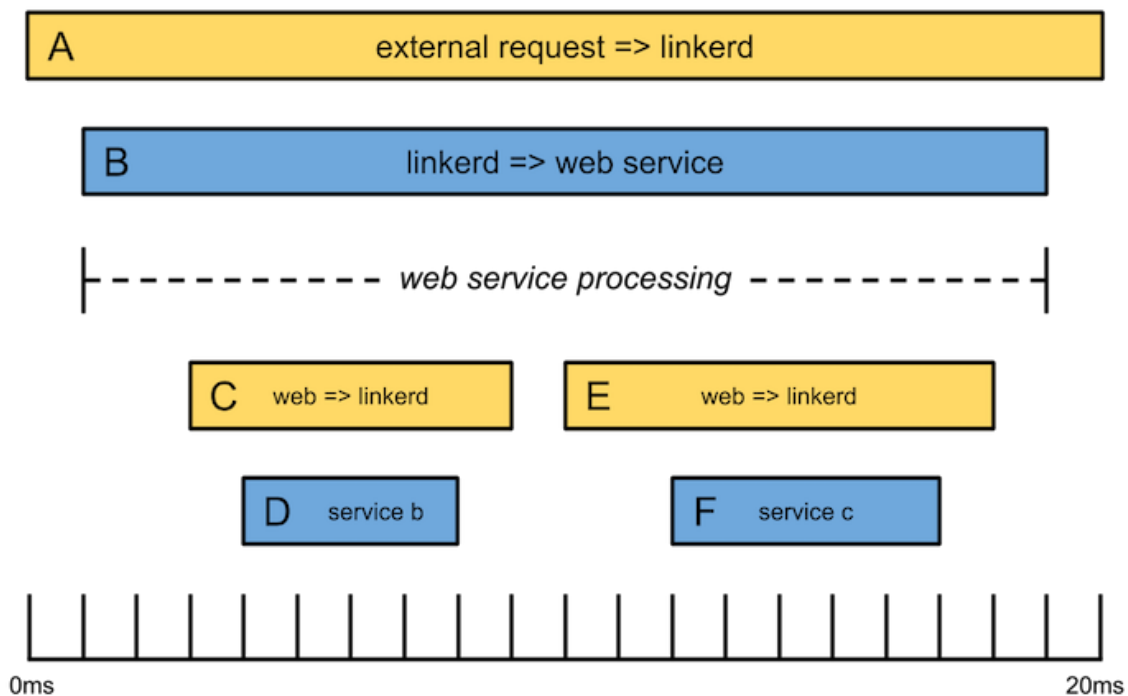 A external request => linkerd
B linkerd => web service
web service processing
C web => linkerd E web => linkerd
D service b F service c
0ms 20ms